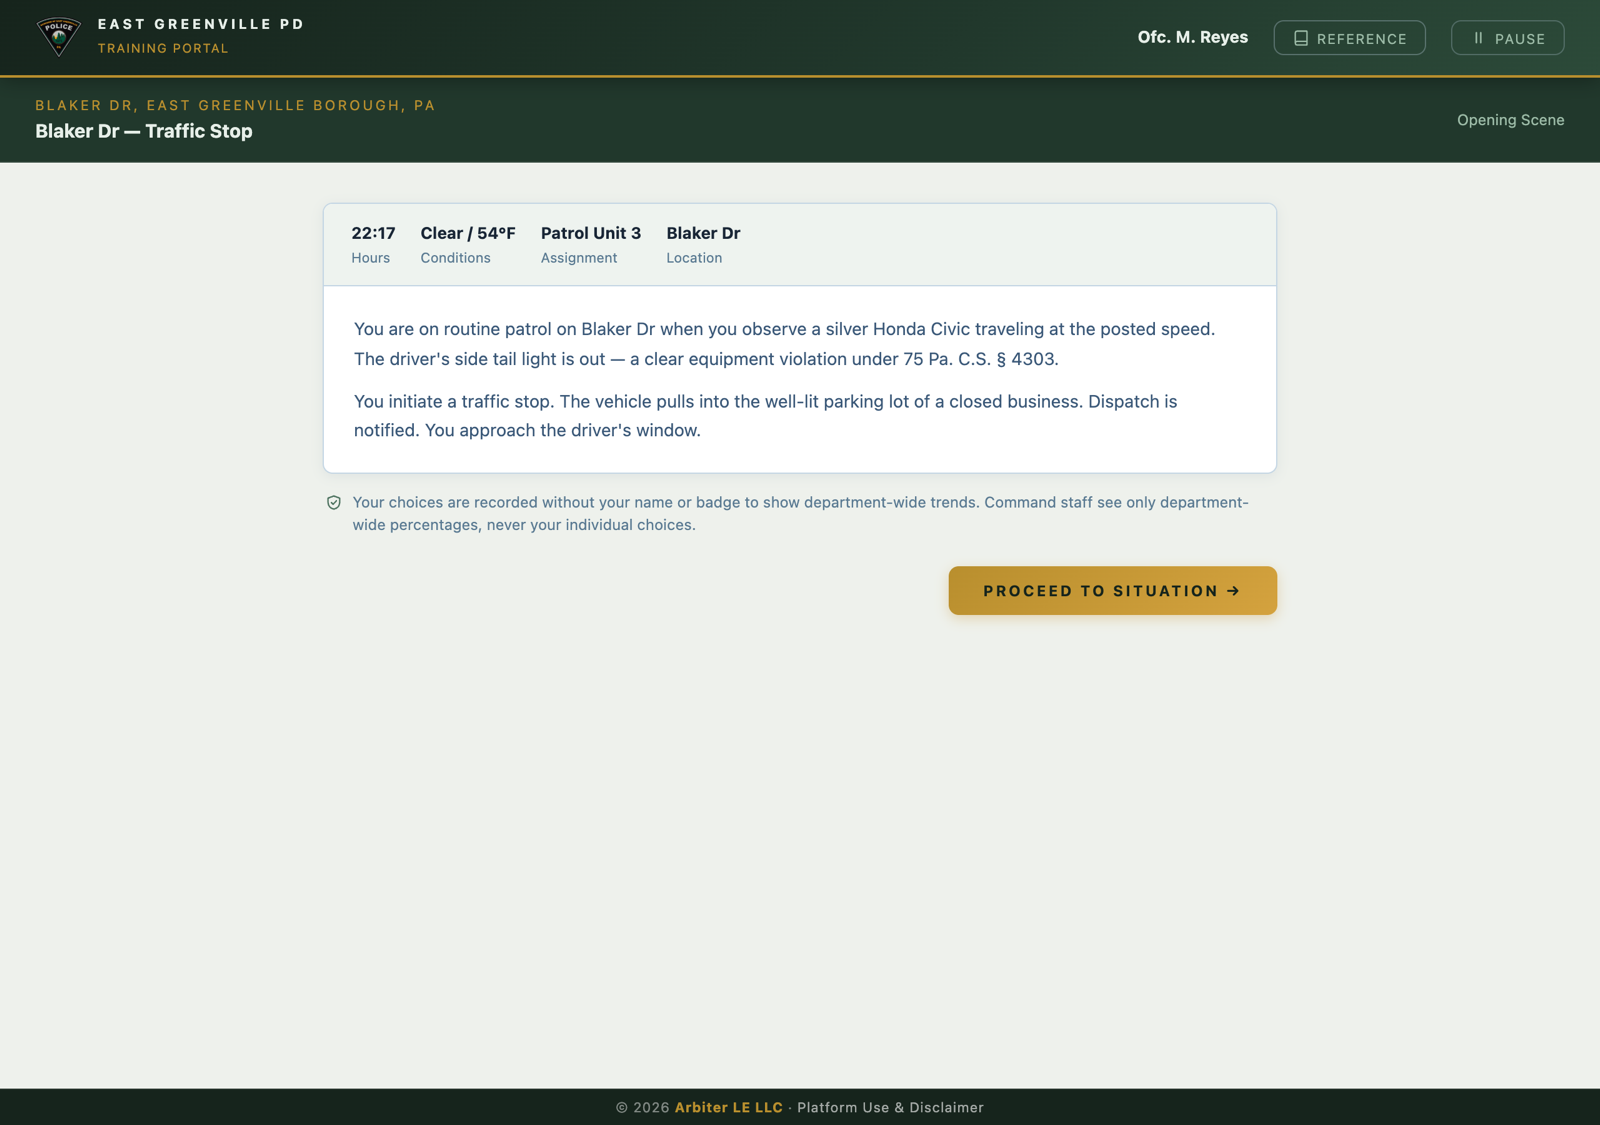 POLICE
EAST GREENVILLE PD
TRAINING PORTAL
Ofc. M. Reyes
REFERENCE
PAUSE
BLAKER DR, EAST GREENVILLE BOROUGH, PA
Blaker Dr — Traffic Stop
Opening Scene
22:17 Clear / 54°F Patrol Unit 3 Blaker Dr
Hours Conditions Assignment Location
You are on routine patrol on Blaker Dr when you observe a silver Honda Civic traveling at the posted speed.
The driver's side tail light is out — a clear equipment violation under 75 Pa. C.S. § 4303.
You initiate a traffic stop. The vehicle pulls into the well-lit parking lot of a closed business. Dispatch is
notified. You approach the driver's window.
Your choices are recorded without your name or badge to show department-wide trends. Command staff see only department-
wide percentages, never your individual choices.
PROCEED TO SITUATION →
© 2026 Arbiter LE LLC · Platform Use & Disclaimer